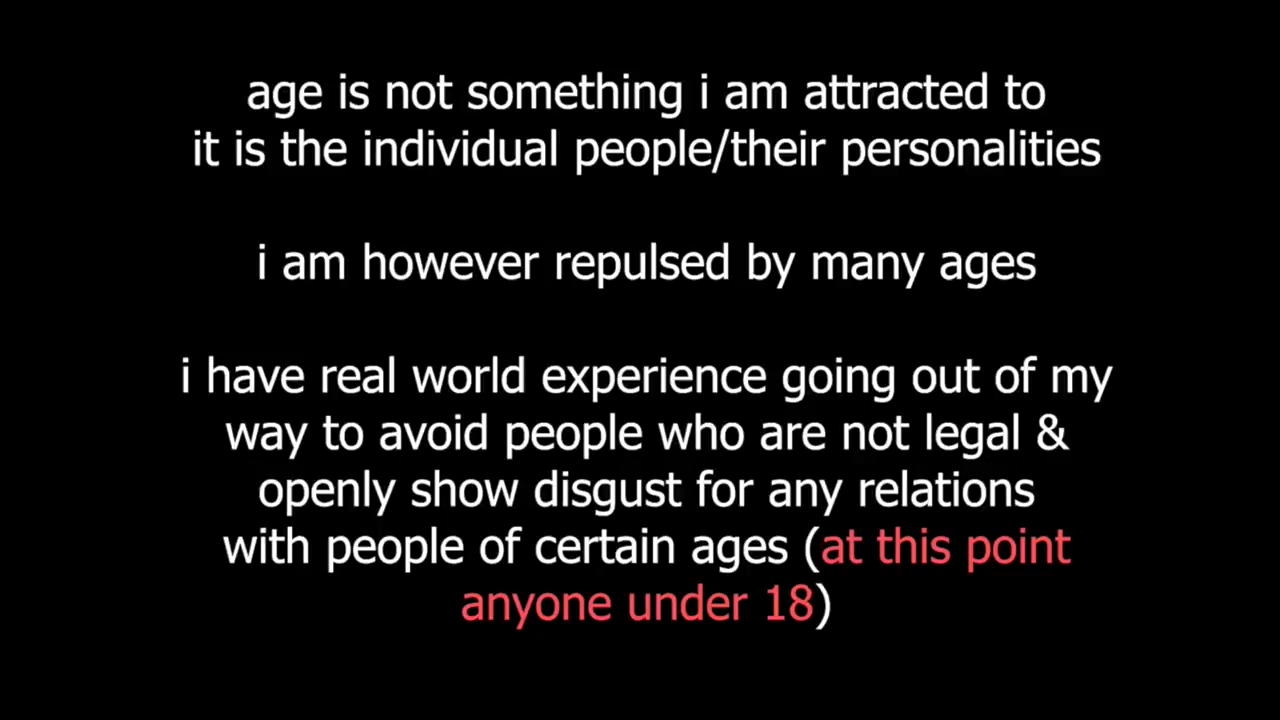 age is not something i am attracted to
it is the individual people/their personalities
i am however repulsed by many ages
i have real world experience going out of my
way to avoid people who are not legal &
openly show disgust for any relations
with people of certain ages (at this point
anyone under 18)